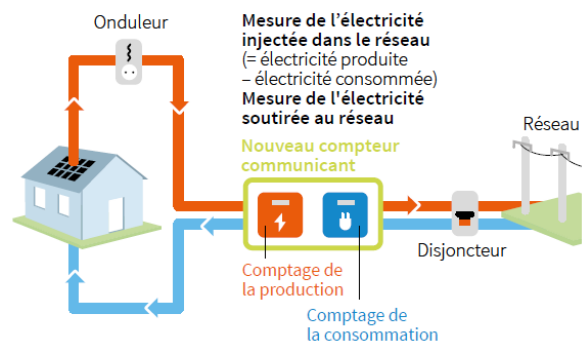 Onduleur
Mesure de l'électricité
injectée dans le réseau
(= électricité produite
– électricité consommée)
Mesure de l'électricité
soutirée au réseau
Réseau
Nouveau compteur
communicant
Disjoncteur
Comptage de
la production
Comptage de
la consommation